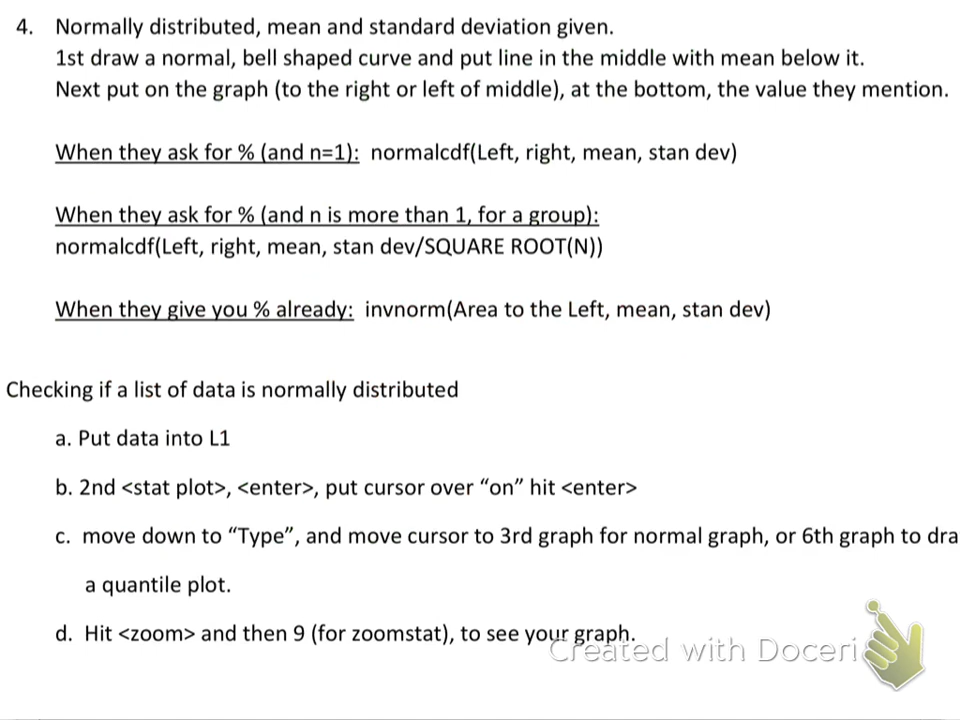 4. Normally distributed, mean and standard deviation given.
1st draw a normal, bell shaped curve and put line in the middle with mean below it.
Next put on the graph (to the right or left of middle), at the bottom, the value they mention.
When they ask for % (and n=1): normalcdf(Left, right, mean, stan dev)
When they ask for % (and n is more than 1, for a group):
normalcdf(Left, right, mean, stan dev/SQUARE ROOT(N))
When they give you % already: invnorm(Area to the Left, mean, stan dev)
Checking if a list of data is normally distributed
a. Put data into L1
b. 2nd <stat plot>, <enter>, put cursor over “on” hit <enter>
c. move down to “Type”, and move cursor to 3rd graph for normal graph, or 6th graph to dra
a quantile plot.
d. Hit <zoom> and then 9 (for zoomstat), to see your graph.
Created with Doceri